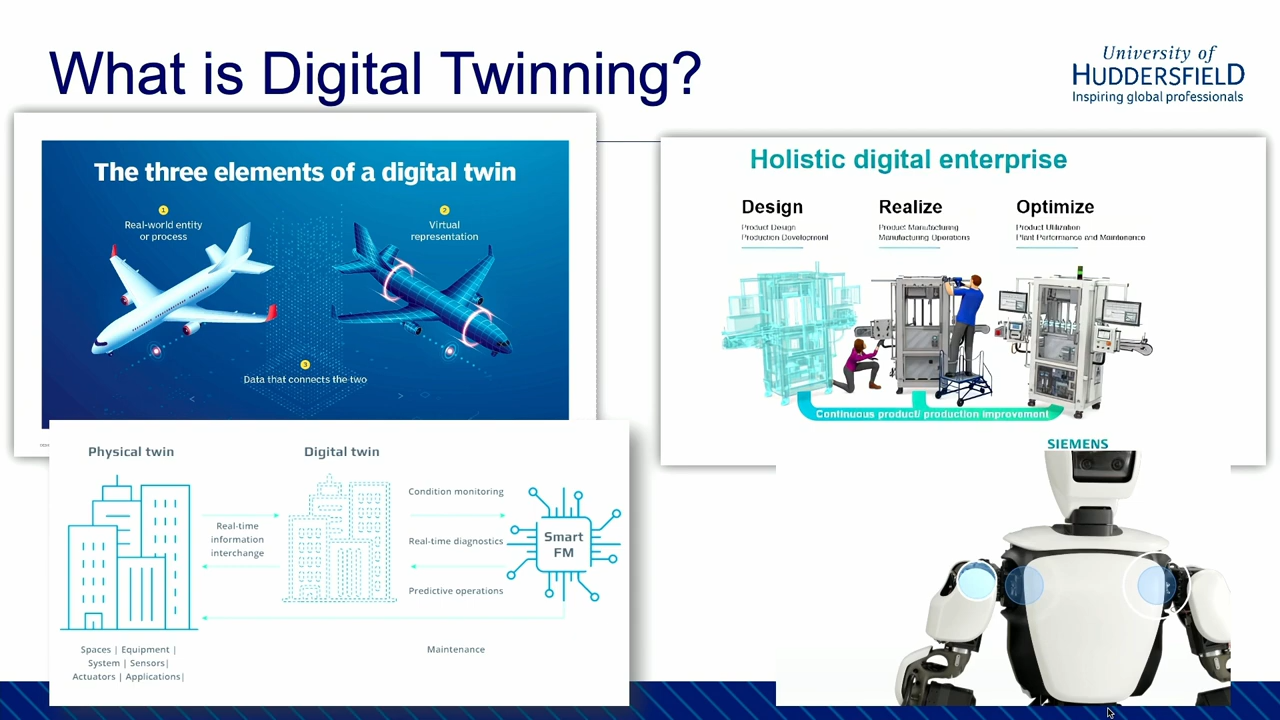 What is Digital Twinning?
University of
HUDDERSFIELD
Inspiring global professionals
The three elements of a digital twin
1
Real-world entity
or process
2
Virtual
representation
3
Data that connects the two
Holistic digital enterprise
Design
Product Design
Production Development
Realize
Product Manufacturing
Manufacturing Operations
Optimize
Product Utilization
Plant Performance and Maintenance
Continuous product/ production improvement
SIEMENS
Physical twin
Digital twin
Real-time
information
interchange
Condition monitoring
Real-time diagnostics
Predictive operations
Smart
FM
Spaces | Equipment |
System | Sensors|
Actuators | Applications|
Maintenance